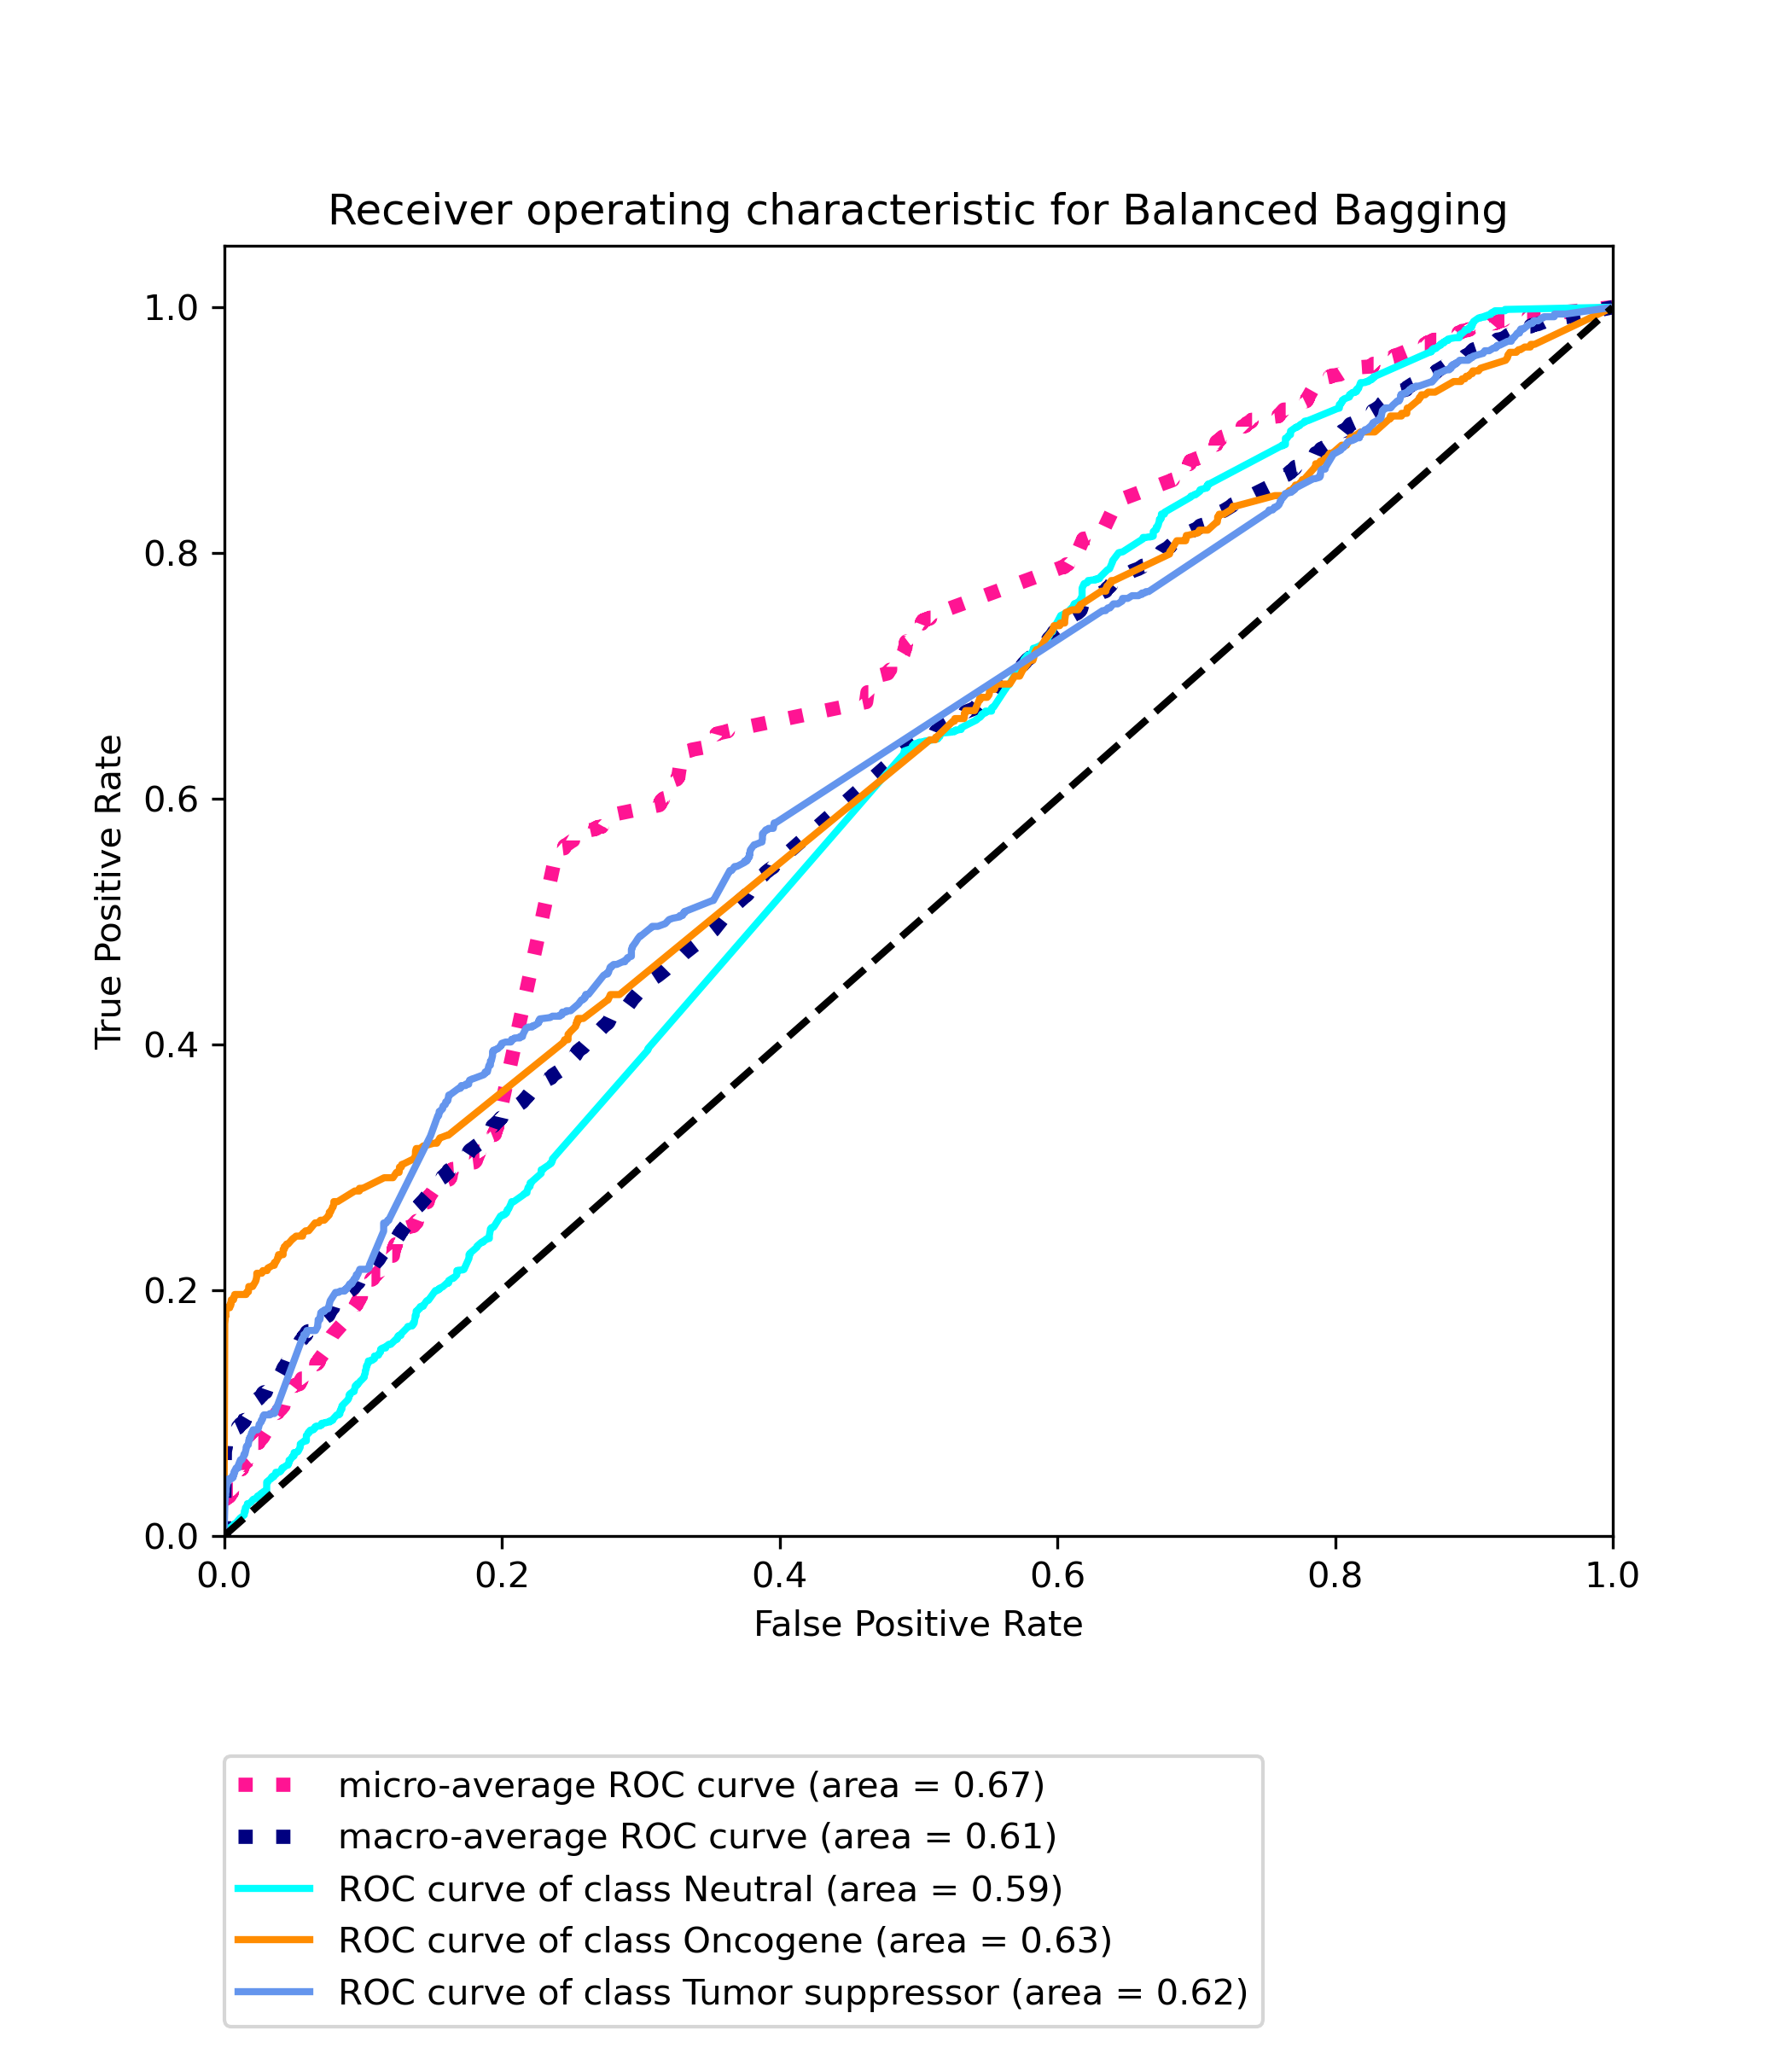 Receiver operating characteristic for Balanced Bagging
1.0
0.8
0.6
0.4
0.2
0.0
True Positive Rate
0.0 0.2 0.4 0.6 0.8 1.0
False Positive Rate
micro-average ROC curve (area = 0.67)
macro-average ROC curve (area = 0.61)
ROC curve of class Neutral (area = 0.59)
ROC curve of class Oncogene (area = 0.63)
ROC curve of class Tumor suppressor (area = 0.62)